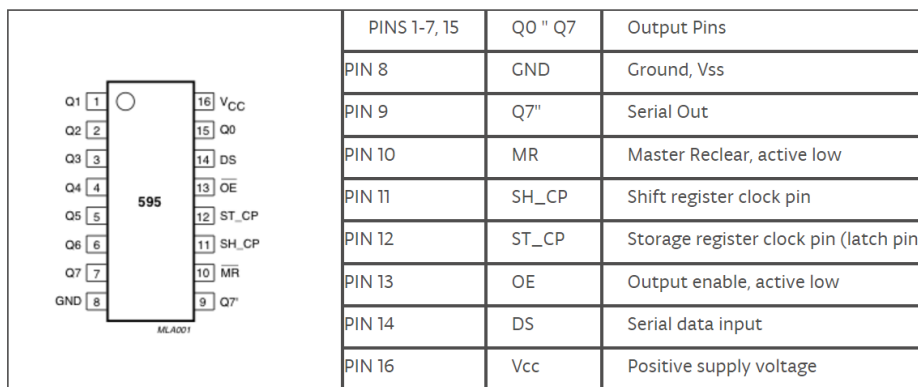 Q1 1 16 VCC
Q2 2 15 Q0
Q3 3 14 DS
Q4 4 13 OE
595
Q5 5 12 ST_CP
Q6 6 11 SH_CP
Q7 7 10 MR
GND 8 9 Q7'
MLA001
PINS 1-7, 15 Q0 " Q7 Output Pins
PIN 8 GND Ground, Vss
PIN 9 Q7" Serial Out
PIN 10 MR Master Reclear, active low
PIN 11 SH_CP Shift register clock pin
PIN 12 ST_CP Storage register clock pin (latch pin
PIN 13 OE Output enable, active low
PIN 14 DS Serial data input
PIN 16 Vcc Positive supply voltage